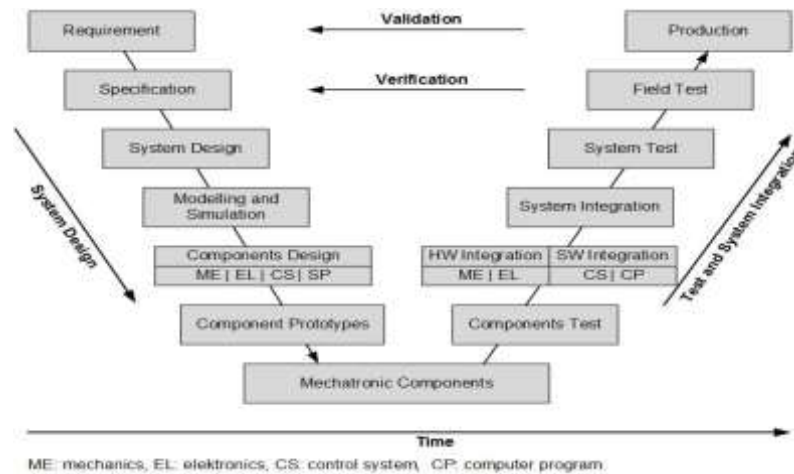 Requirement
Validation
Production
Specification
Verification
Field Test
System Design
System Test
Modelling and
Simulation
System Integration
System Design
Test and System Integration
Components Design
ME | EL | CS | SP
HW Integration
SW Integration
ME | EL
CS | CP
Component Prototypes
Components Test
Mechatronic Components
Time
ME: mechanics, EL: elektronics, CS: control system, CP: computer program